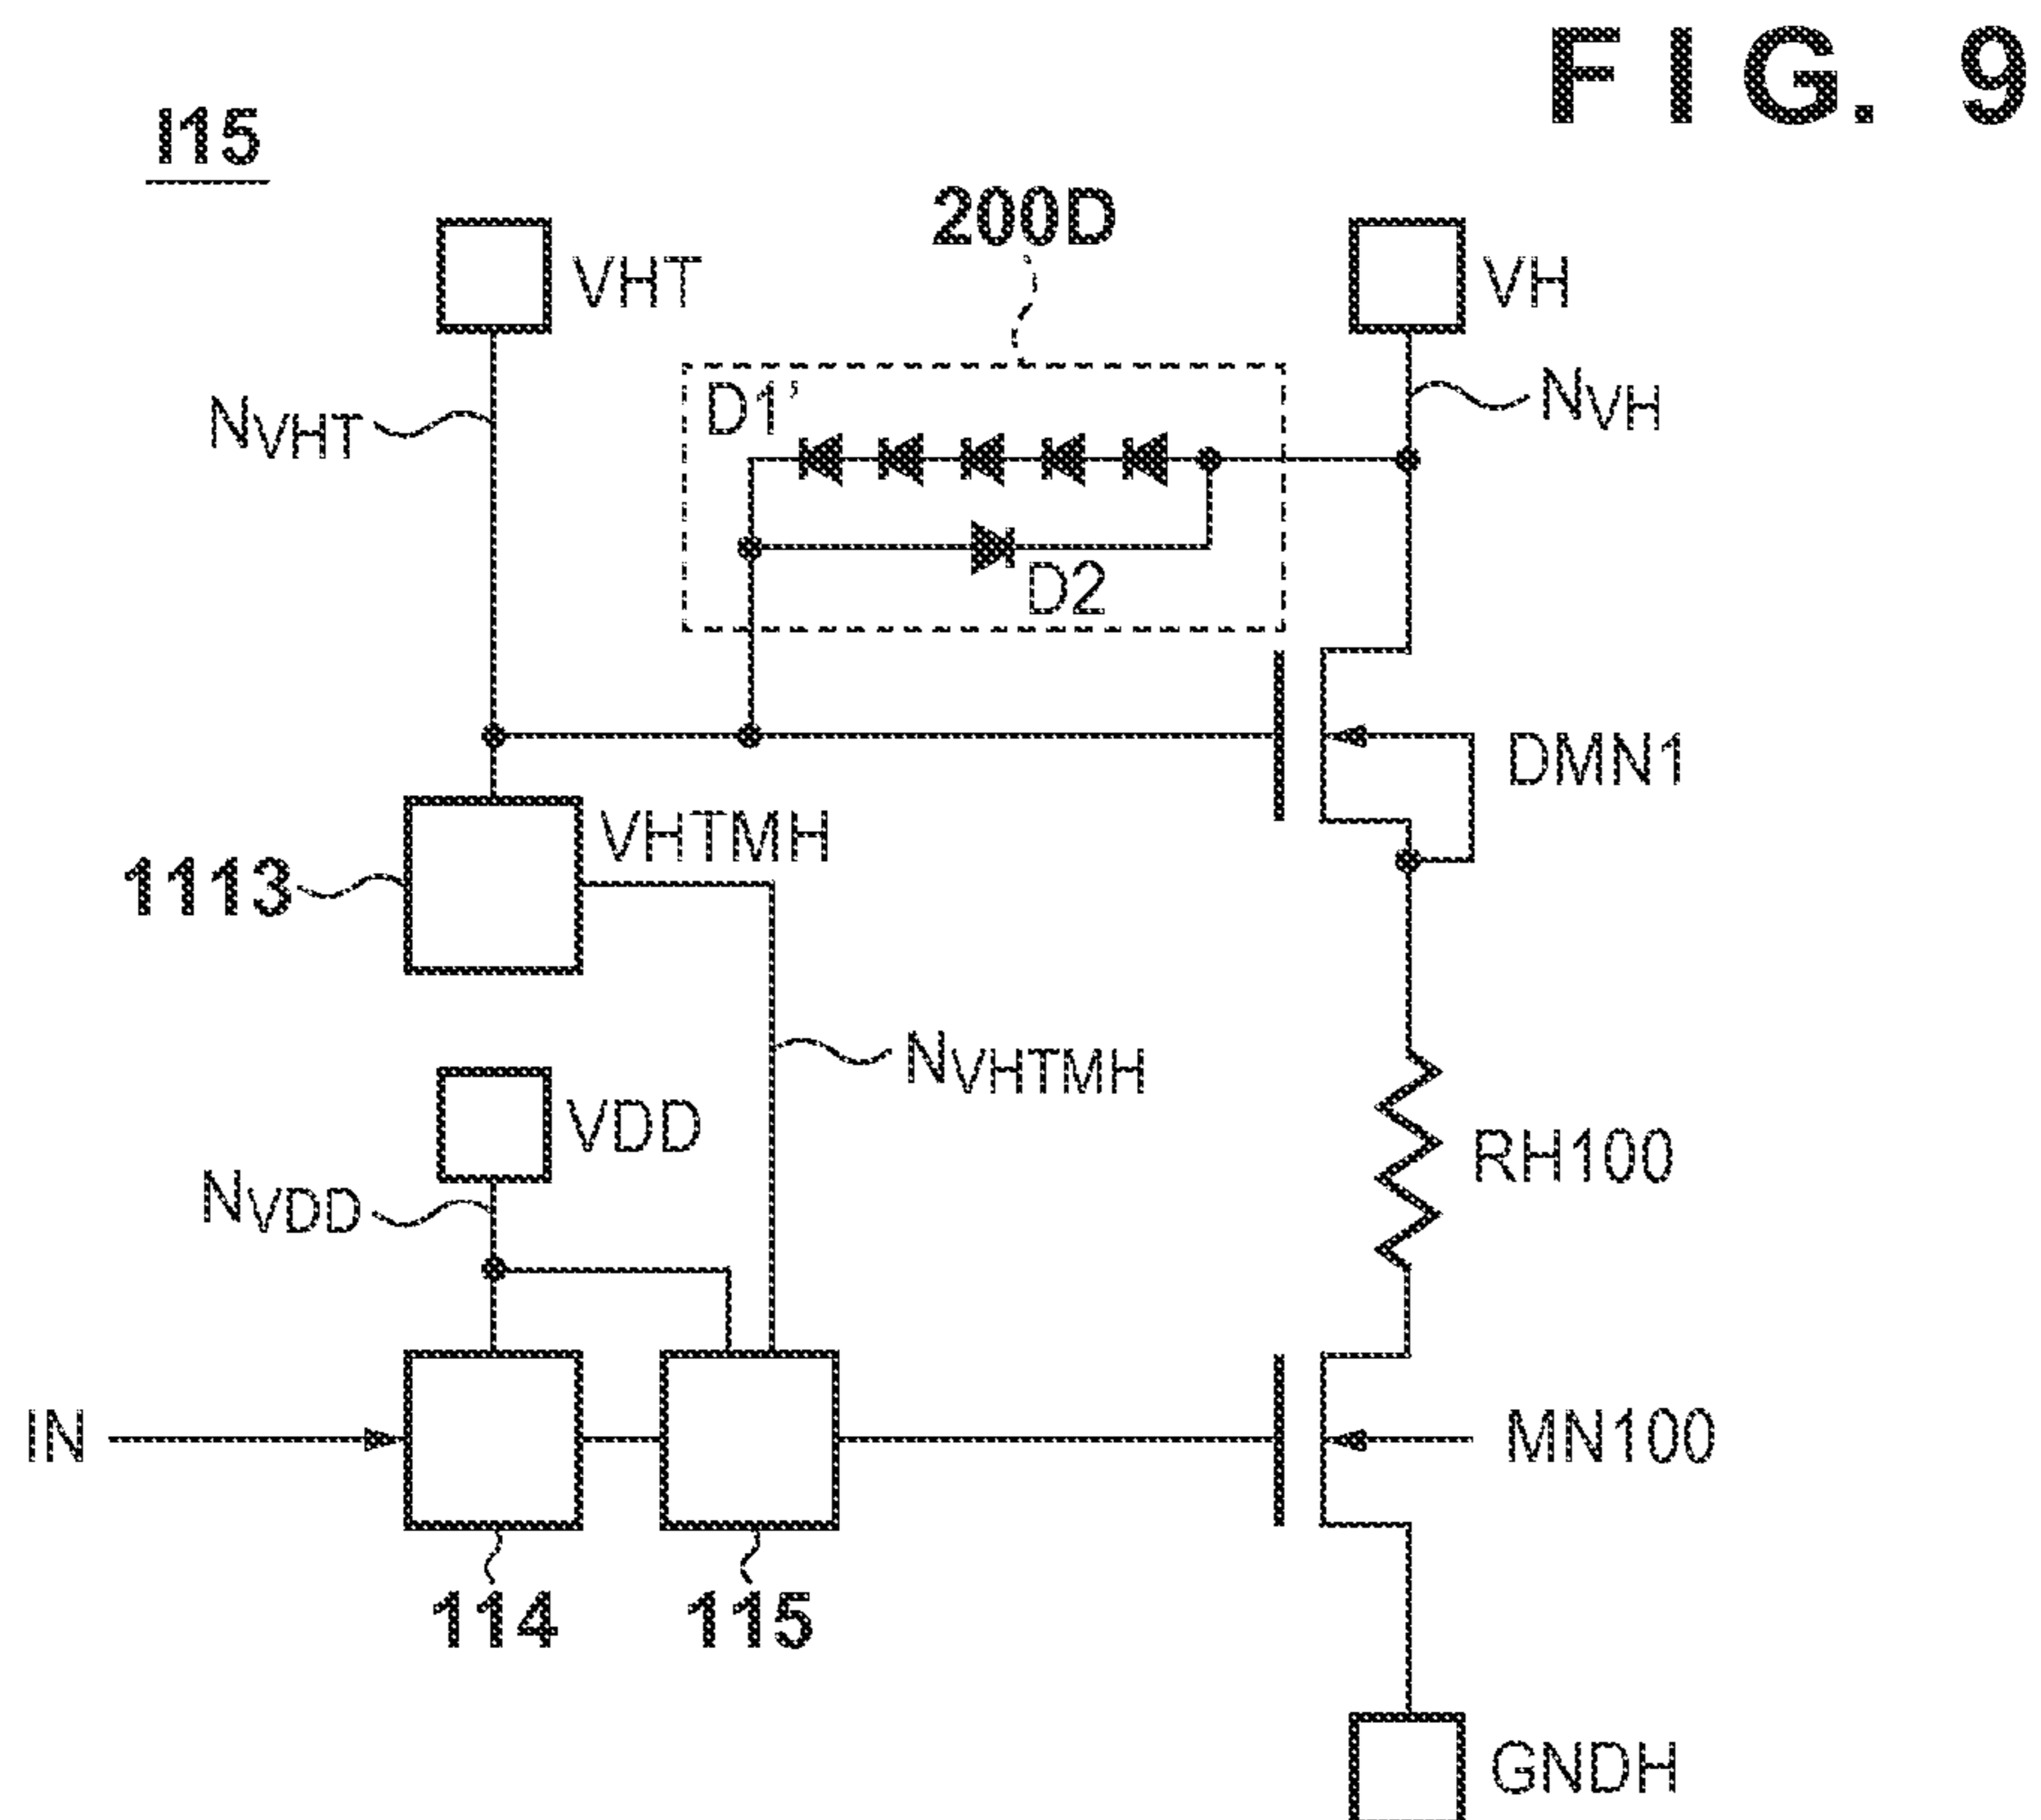 FIG. 9
I15
200D
VHT
VH
NVHT
D1'
NVH
D2
DMN1
VHTMH
1113
NVHTMH
VDD
RH100
NVDD
IN
MN100
114
115
GNDH